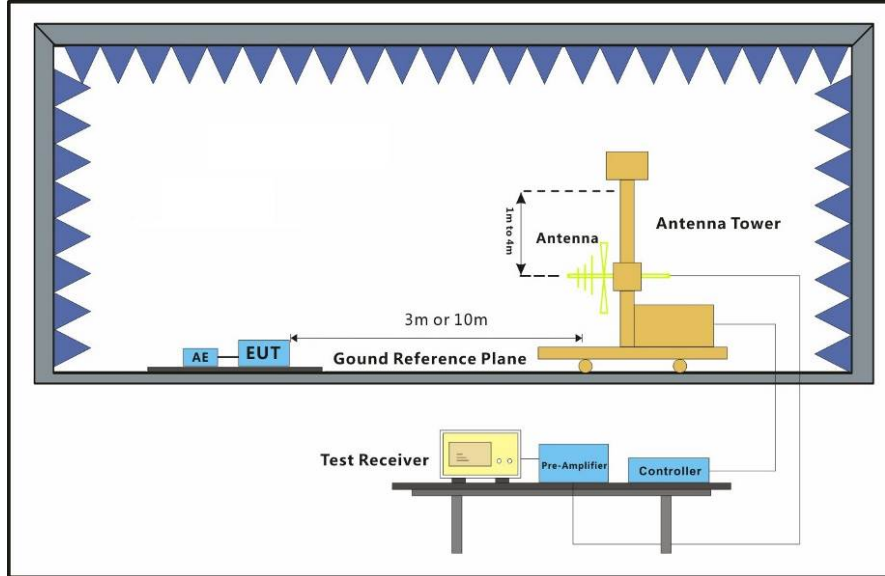 1m to 4m
Antenna
Antenna Tower
3m or 10m
AE
EUT
Gound Reference Plane
Test Receiver
Pre-Amplifier
Controller